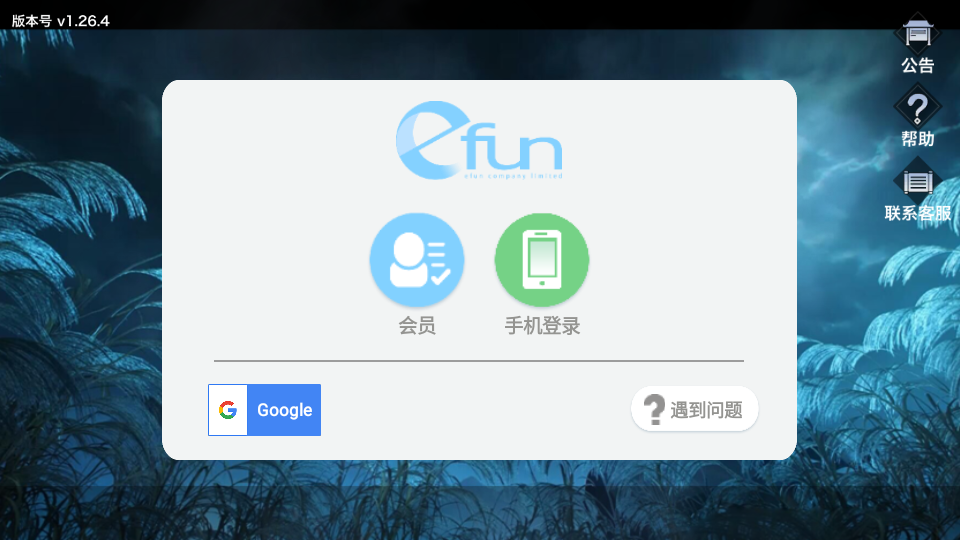 版本号 v1.26.4
公告
帮助
联系客服
efun
efun company limited
会员
手机登录
Google
遇到问题